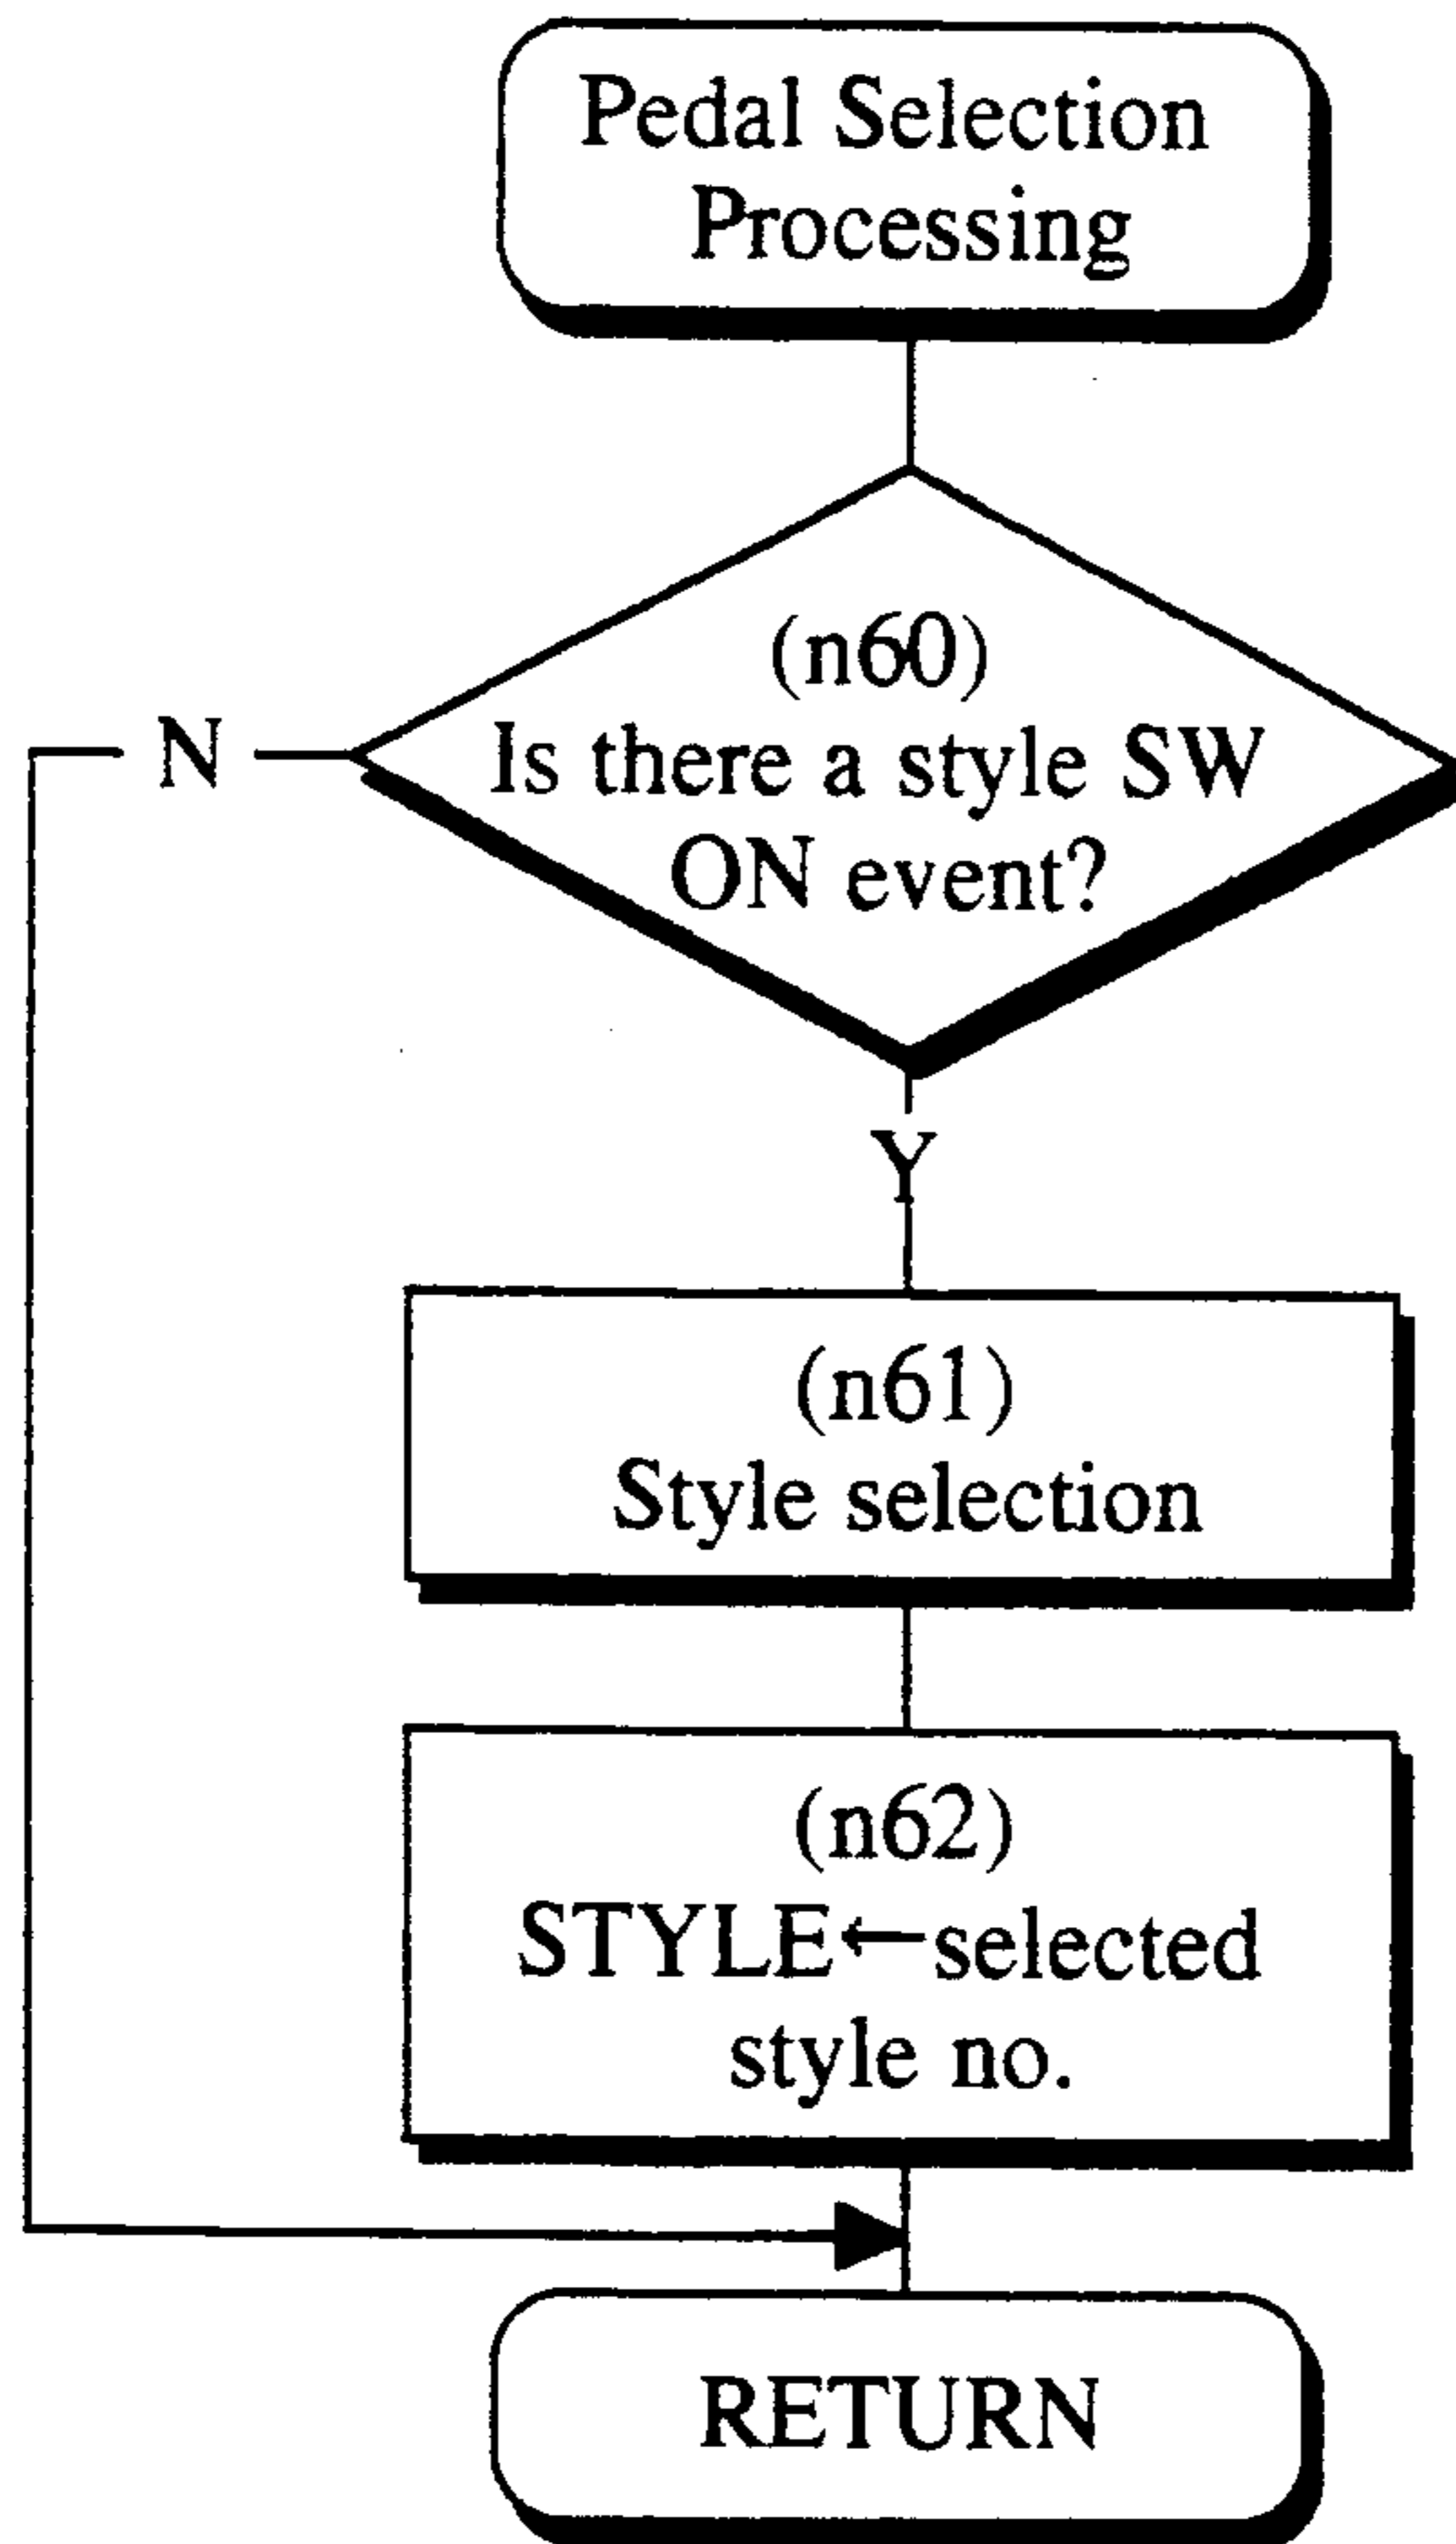 Pedal Selection
Processing
(n60)
Is there a style SW
ON event?
N
Y
(n61)
Style selection
(n62)
STYLE←selected
style no.
RETURN